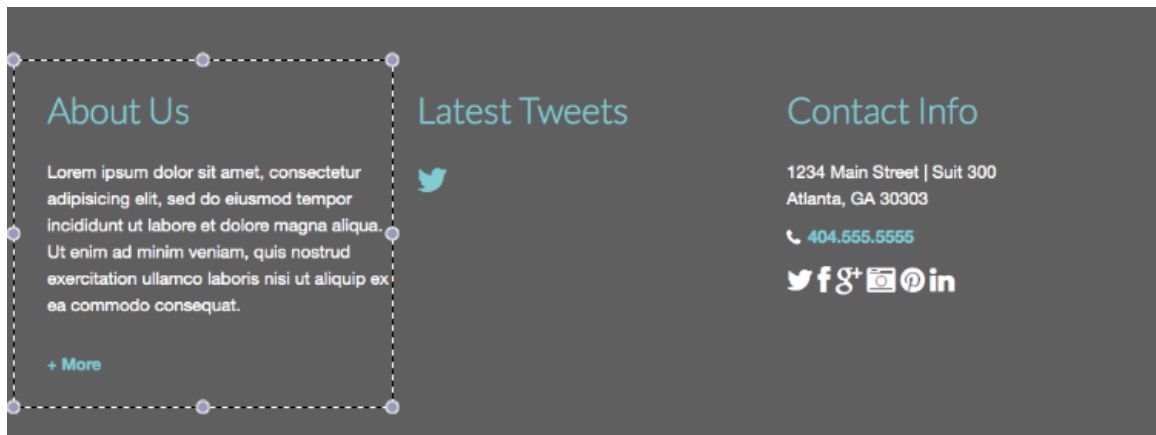 About Us
Lorem ipsum dolor sit amet, consectetur
adipisicing elit, sed do eiusmod tempor
incididunt ut labore et dolore magna aliqua.
Ut enim ad minim veniam, quis nostrud
exercitation ullamco laboris nisi ut aliquip ex
ea commodo consequat.
+ More
Latest Tweets
Contact Info
1234 Main Street | Suit 300
Atlanta, GA 30303
404.555.5555